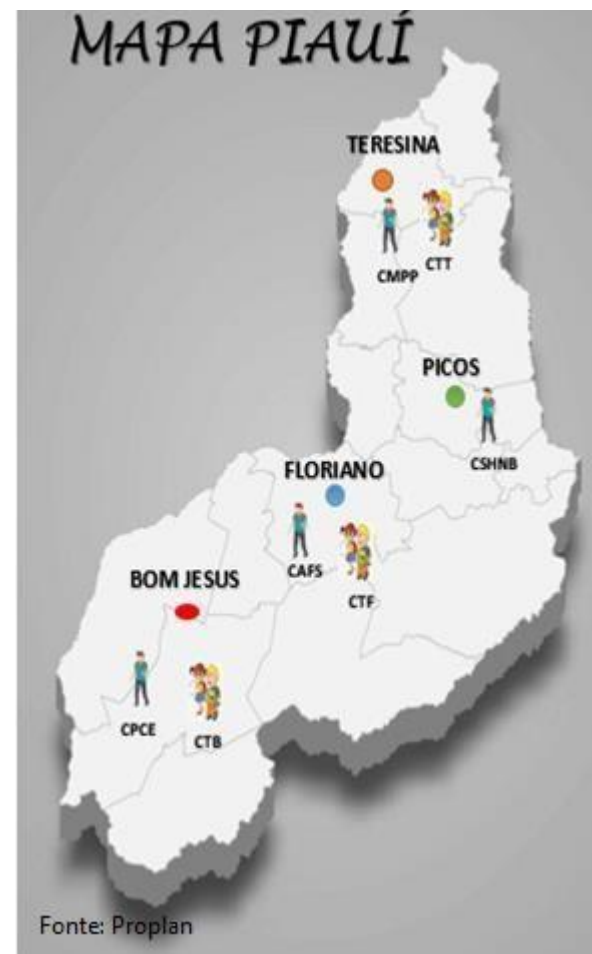 MAPA PIAUÍ
TERESINA
CMPP
CTT
PICOS
CSHNB
FLORIANO
CAFS
CTF
BOM JESUS
CPCE
CTB
Fonte: Proplan